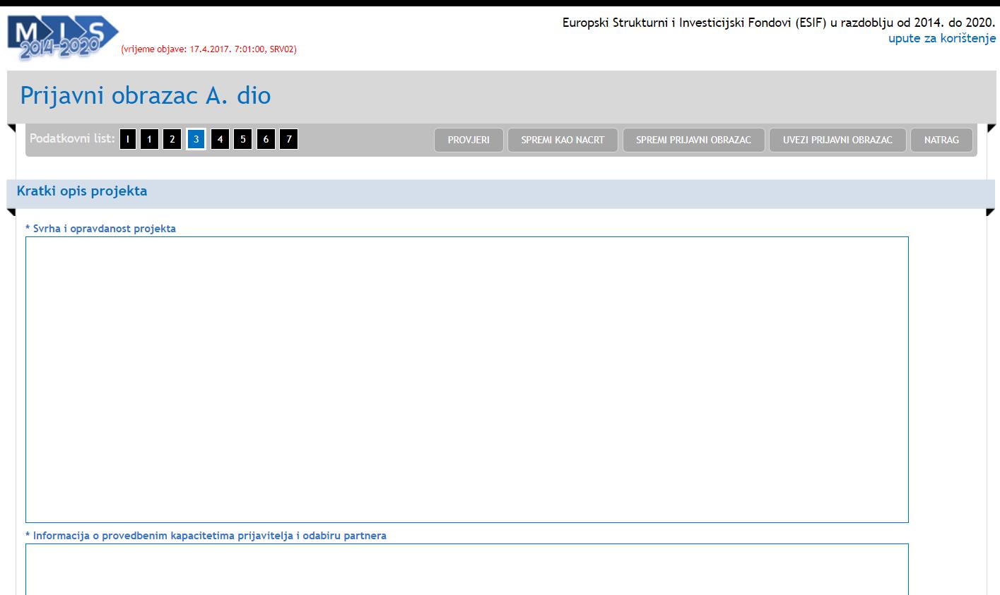 M I S
2014-2020
(vrijeme objave: 17.4.2017. 7:01:00, SRV02)
Europski Strukturni i Investicijski Fondovi (ESIF) u razdoblju od 2014. do 2020.
upute za korištenje
Prijavni obrazac A. dio
Podatkovni list: I 1 2 3 4 5 6 7 PROVJERI SPREMI KAO NACRT SPREMI PRIJAVNI OBRAZAC UVEZI PRIJAVNI OBRAZAC NATRAG
Kratki opis projekta
* Svrha i opravdanost projekta
* Informacija o provedbenim kapacitetima prijavitelja i odabiru partnera